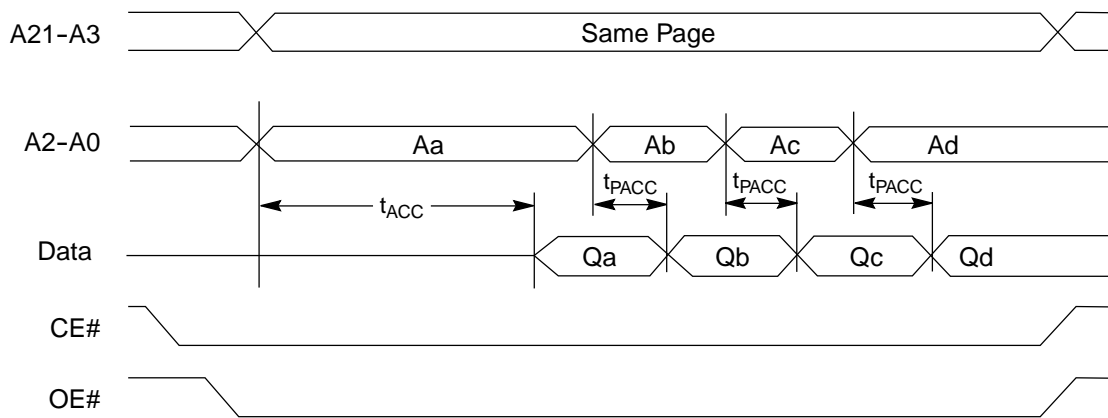 A21-A3
Same Page
A2-A0
Aa
Ab
Ac
Ad
tACC
tPACC
tPACC
tPACC
Data
Qa
Qb
Qc
Qd
CE#
OE#